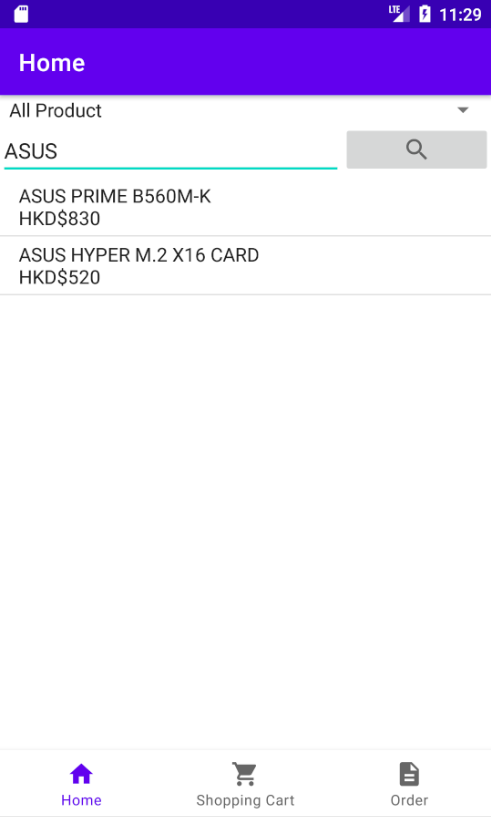 LTE 11:29
Home
All Product
ASUS
ASUS PRIME B560M-K
HKD$830
ASUS HYPER M.2 X16 CARD
HKD$520
Home Shopping Cart Order